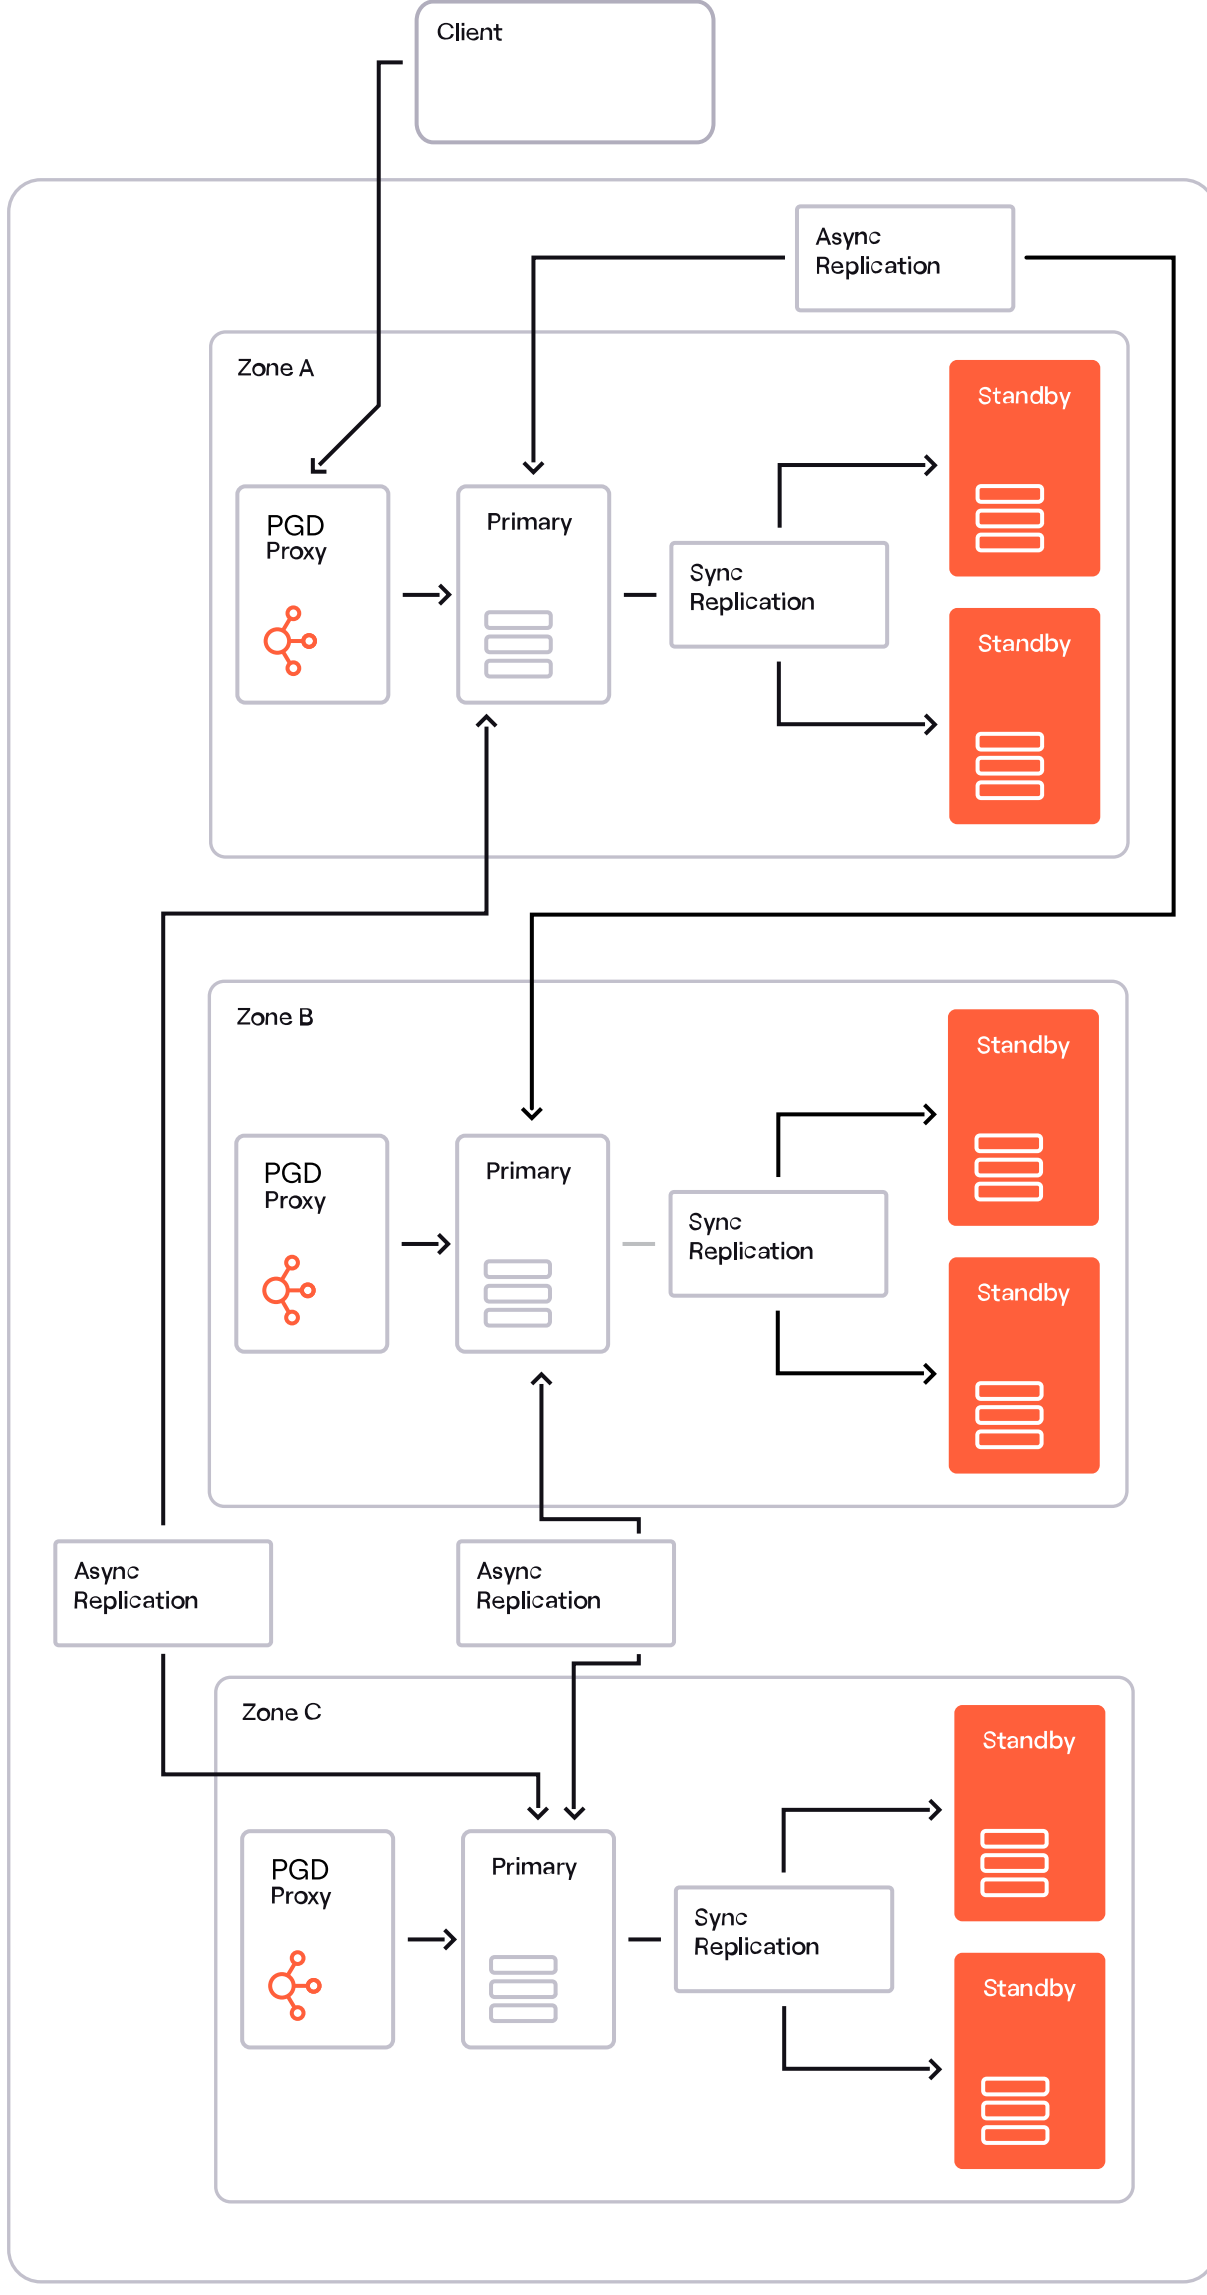 Client
Async
Replication
Zone A
Standby
PGD
Proxy
Primary
Sync
Replication
Standby
Zone B
Standby
PGD
Proxy
Primary
Sync
Replication
Standby
Async
Replication
Async
Replication
Zone C
Standby
PGD
Proxy
Primary
Sync
Replication
Standby